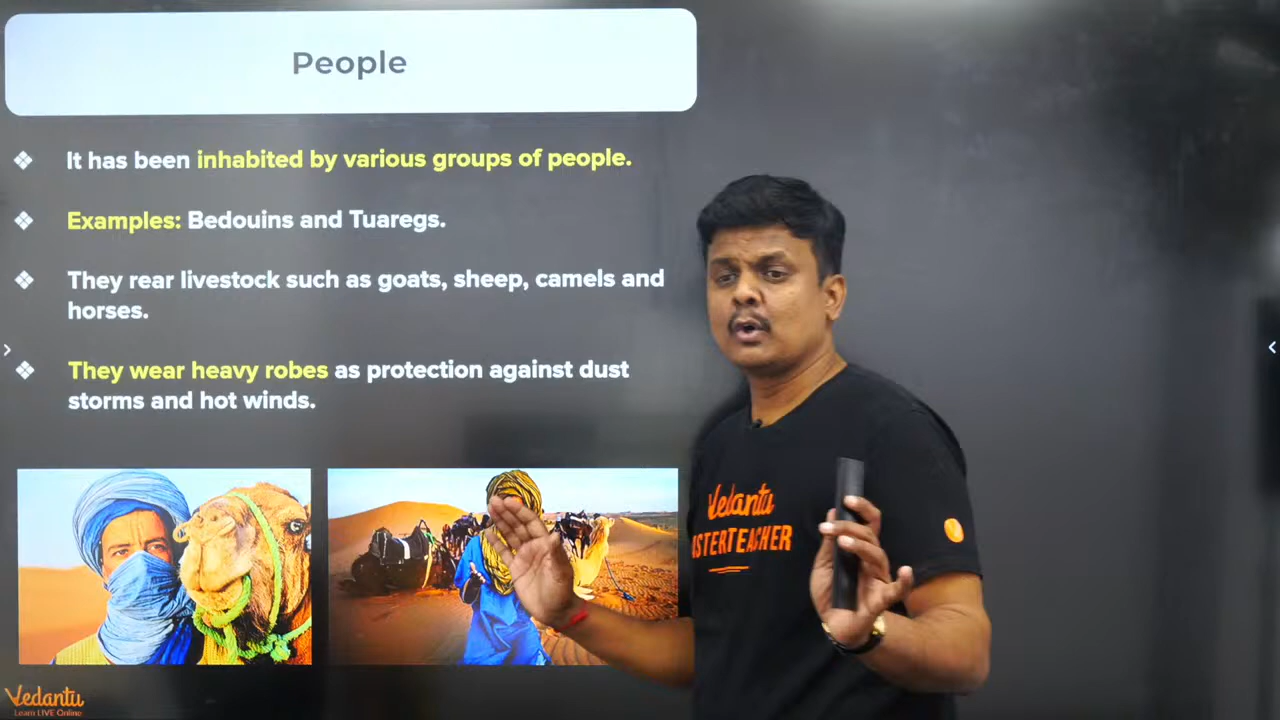 People
❖ It has been inhabited by various groups of people.
❖ Examples: Bedouins and Tuaregs.
❖ They rear livestock such as goats, sheep, camels and
horses.
❖ They wear heavy robes as protection against dust
storms and hot winds.
Vedantu
ISTERTEACHER
Vedantu
Learn LIVE Online